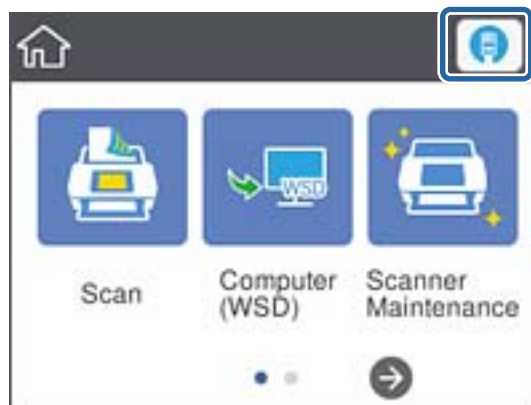 WSD
Scan
Computer
(WSD)
Scanner
Maintenance